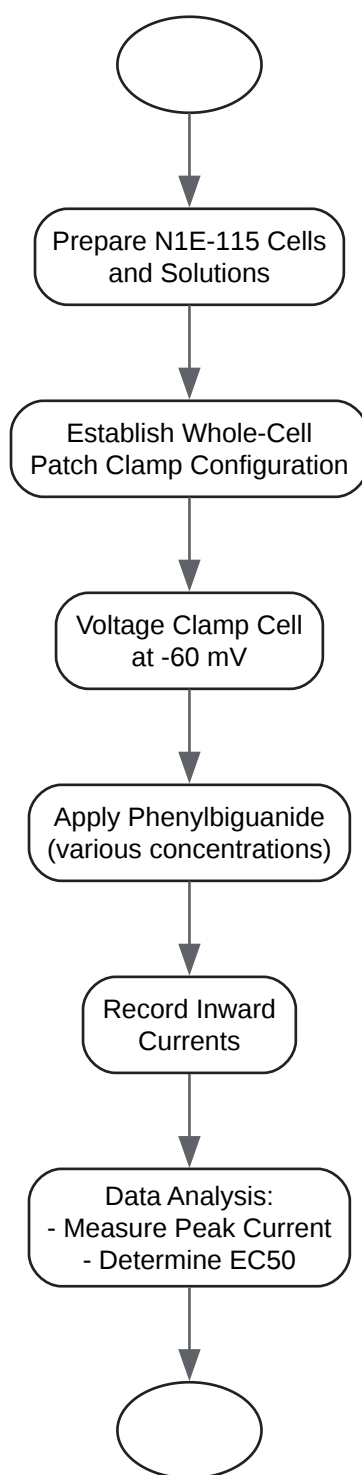 Prepare N1E-115 Cells
and Solutions
Establish Whole-Cell
Patch Clamp Configuration
Voltage Clamp Cell
at -60 mV
Apply Phenylbiguanide
(various concentrations)
Record Inward
Currents
Data Analysis:
- Measure Peak Current
- Determine EC50